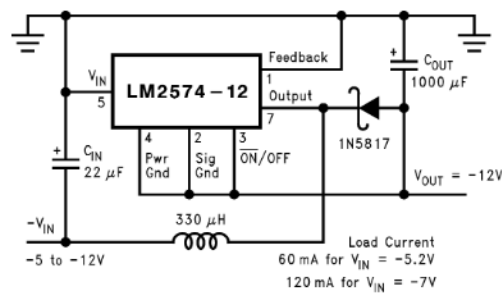 Feedback
1
+
C_OUT
1000 μF
V_IN
5
LM2574-12
Output
7
1N5817
4
Pwr
Gnd
2
Sig
Gnd
3
O̅N̅/OFF
+
C_IN
22 μF
V_OUT = -12V
-V_IN
-5 to -12V
330 μH
Load Current
60 mA for V_IN = -5.2V
120 mA for V_IN = -7V